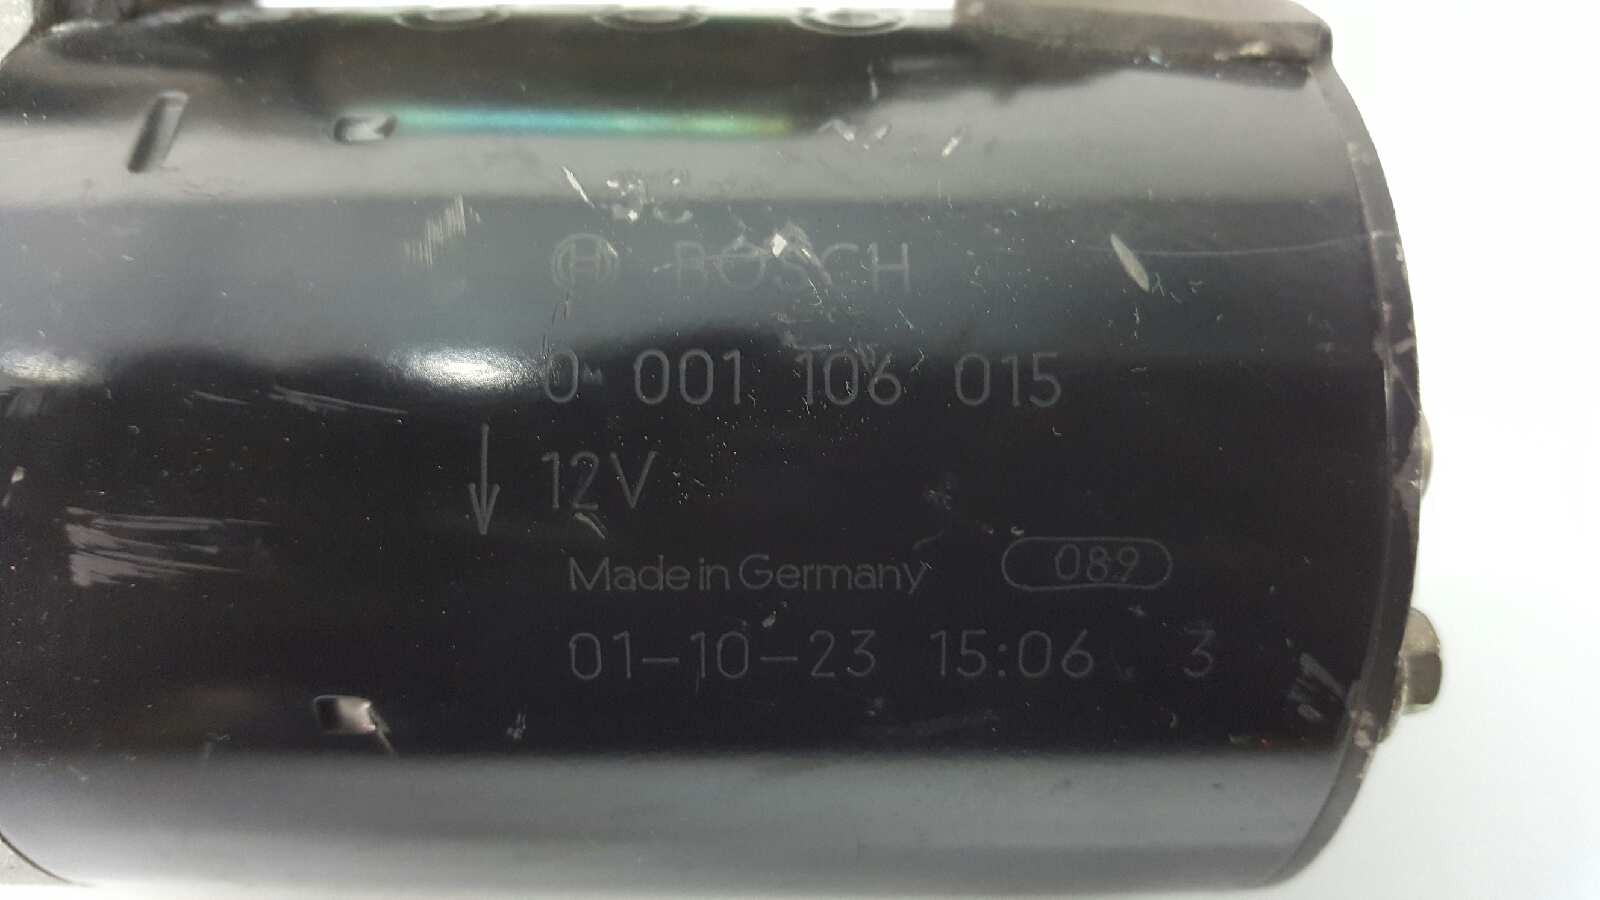 BOSCH
0 001 106 015
12V
Made in Germany 089
01-10-23 15:06 3